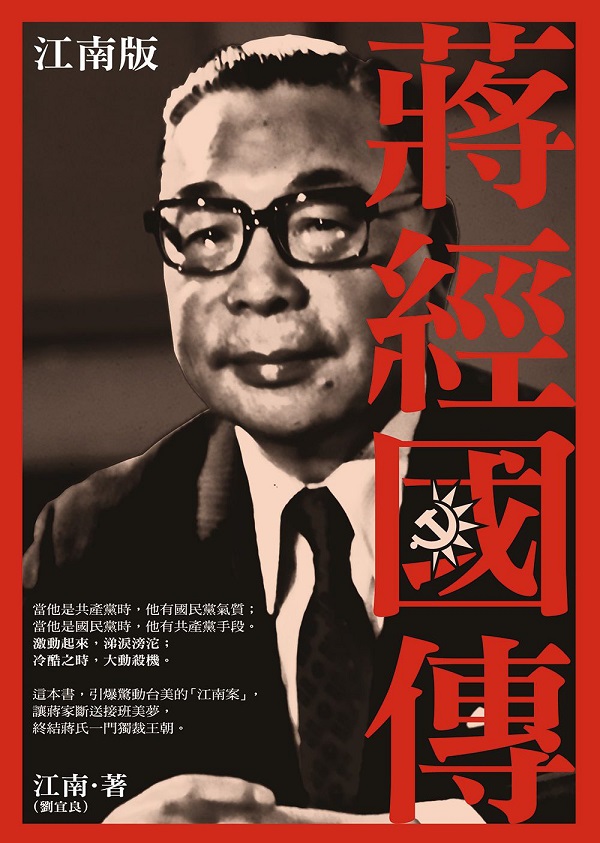 江南版
蔣經國傳
當他是共產黨時，他有國民黨氣質；
當他是國民黨時，他有共產黨手段。
激動起來，涕淚滂沱；
冷酷之時，大動殺機。
這本書，引爆驚動台美的「江南案」，
讓蔣家斷送接班美夢，
終結蔣氏一門獨裁王朝。
江南·著
（劉宜良）